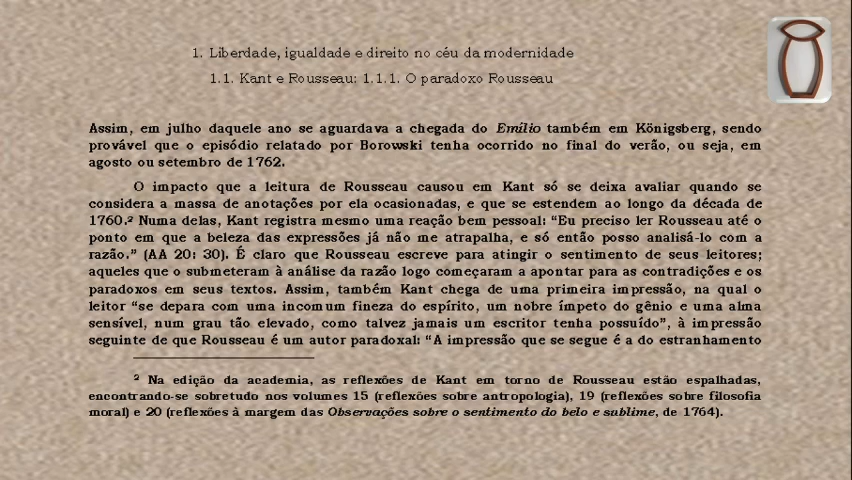 1. Liberdade, igualdade e direito no céu da modernidade
1.1. Kant e Rousseau: 1.1.1. O paradoxo Rousseau
Assim, em julho daquele ano se aguardava a chegada do Emílio também em Königsberg, sendo
provável que o episódio relatado por Borowski tenha ocorrido no final do verão, ou seja, em
agosto ou setembro de 1762.
O impacto que a leitura de Rousseau causou em Kant só se deixa avaliar quando se
considera a massa de anotações por ela ocasionadas, e que se estendem ao longo da década de
1760.² Numa delas, Kant registra mesmo uma reação bem pessoal: “Eu preciso ler Rousseau até o
ponto em que a beleza das expressões já não me atrapalha, e só então posso analisá-lo com a
razão.” (AA 20: 30). É claro que Rousseau escreve para atingir o sentimento de seus leitores;
aqueles que o submeteram à análise da razão logo começaram a apontar para as contradições e os
paradoxos em seus textos. Assim, também Kant chega de uma primeira impressão, na qual o
leitor “se depara com uma incomum fineza do espírito, um nobre ímpeto do gênio e uma alma
sensível, num grau tão elevado, como talvez jamais um escritor tenha possuído”, à impressão
seguinte de que Rousseau é um autor paradoxal: “A impressão que se segue é a do estranhamento
² Na edição da academia, as reflexões de Kant em torno de Rousseau estão espalhadas,
encontrando-se sobretudo nos volumes 15 (reflexões sobre antropologia), 19 (reflexões sobre filosofia
moral) e 20 (reflexões à margem das Observações sobre o sentimento do belo e sublime, de 1764).